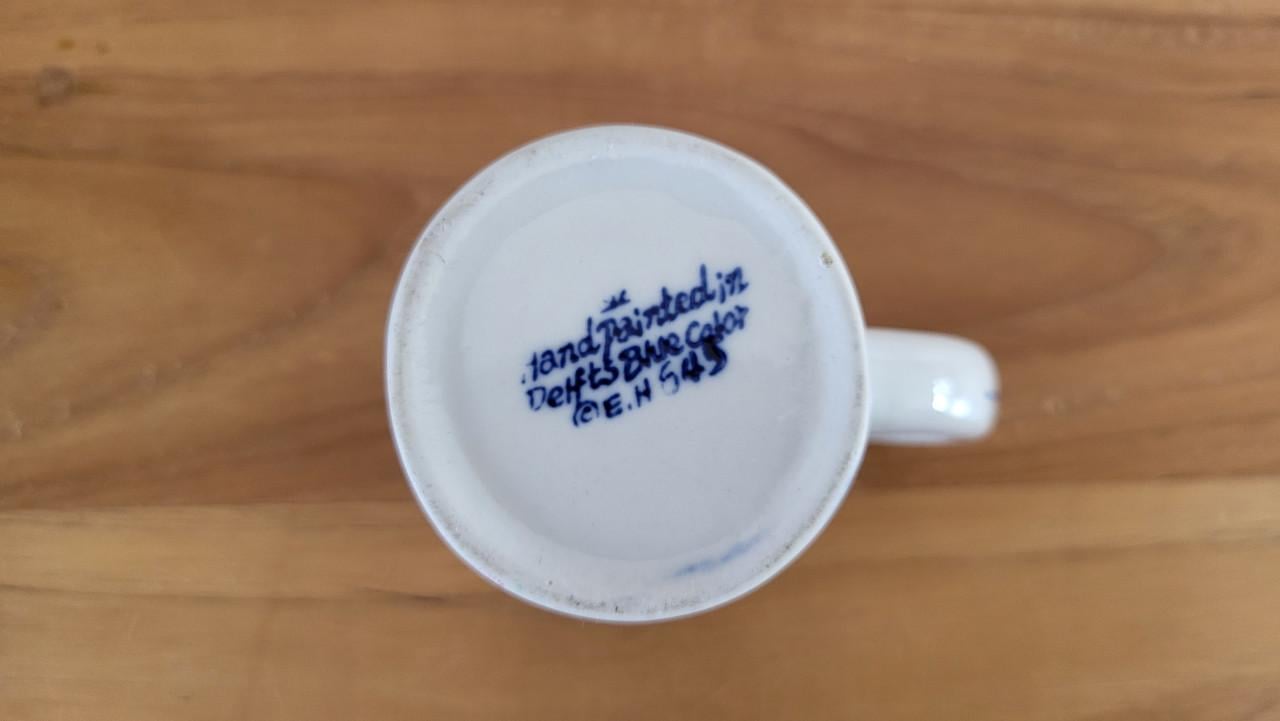 Hand Painted in
Delfts Blue Color
©E.H 545